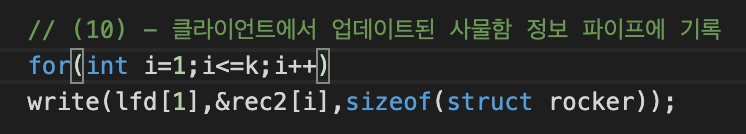 // (10) – 클라이언트에서 업데이트된 사물함 정보 파이프에 기록
for(int i=1;i<=k;i++)
write(lfd[1],&rec2[i],sizeof(struct rocker));